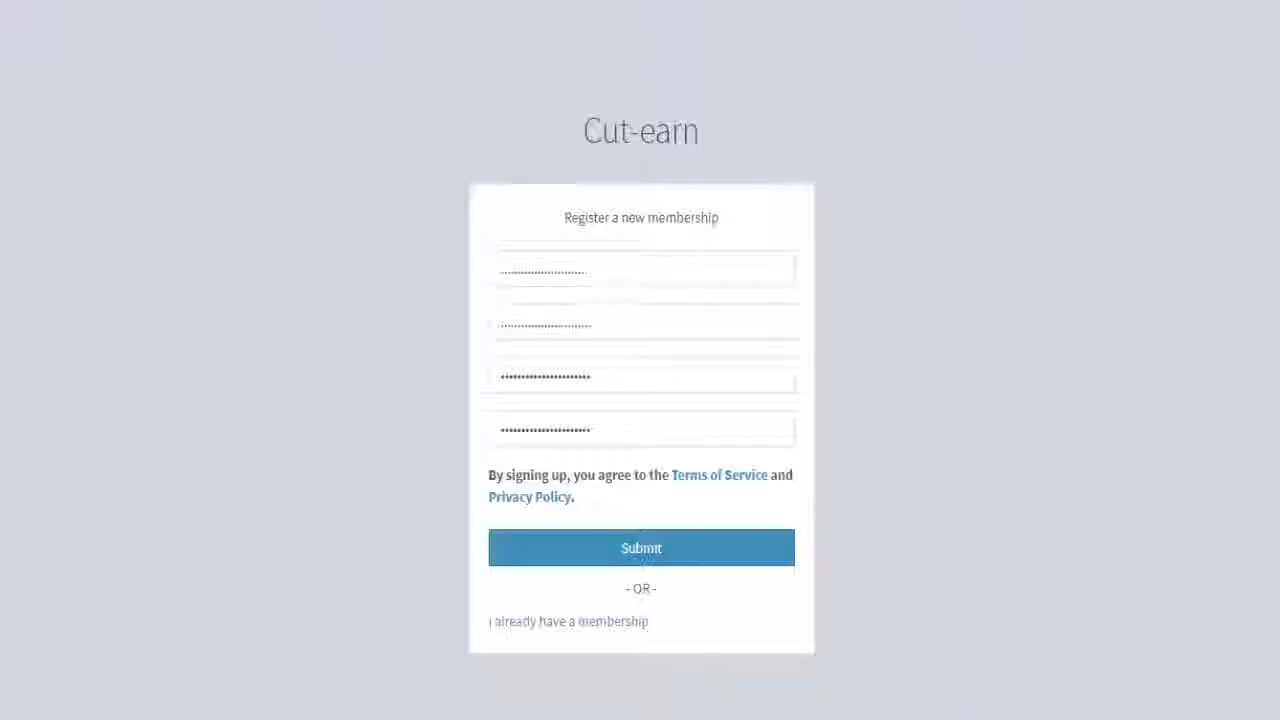 Cut-earn
Register a new membership
By signing up, you agree to the Terms of Service and
Privacy Policy.
Submit
- OR -
I already have a membership